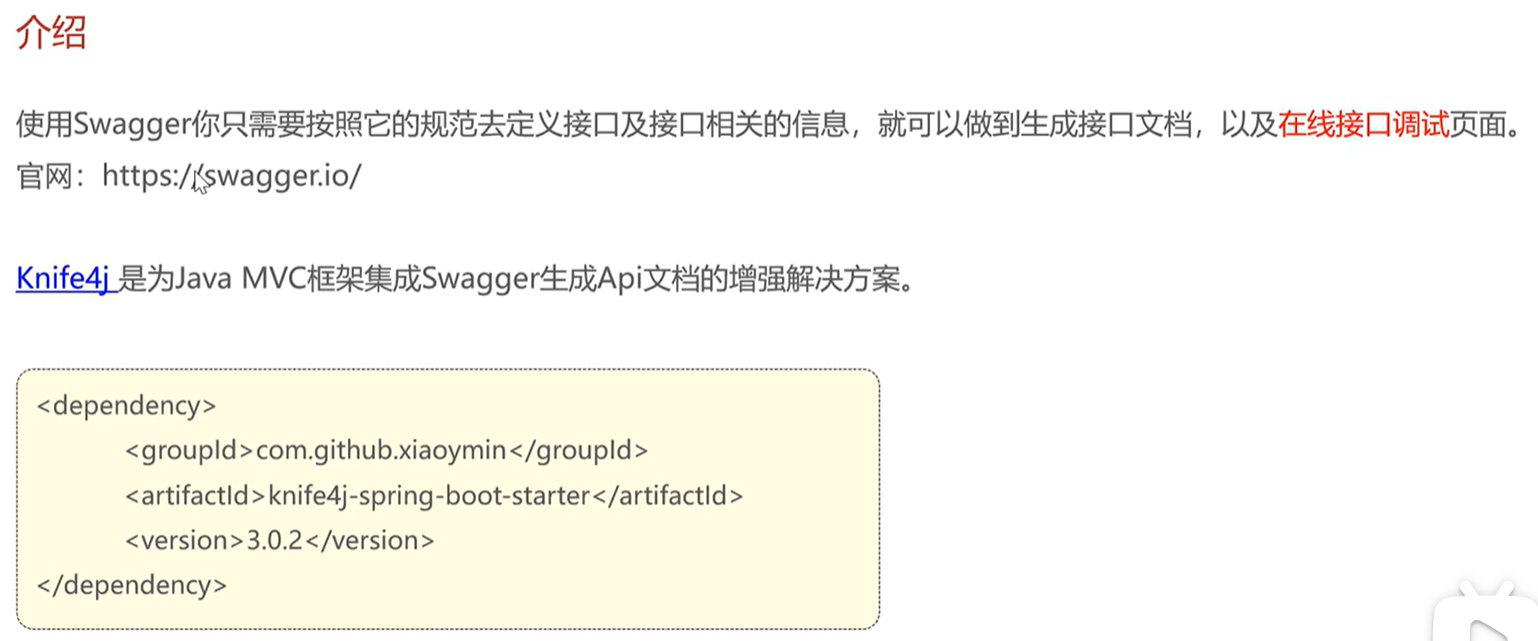 介绍
使用Swagger你只需要按照它的规范去定义接口及接口相关的信息，就可以做到生成接口文档，以及在线接口调试页面。
官网：https://swagger.io/
Knife4j 是为Java MVC框架集成Swagger生成Api文档的增强解决方案。
<dependency>
<groupId>com.github.xiaoymin</groupId>
<artifactId>knife4j-spring-boot-starter</artifactId>
<version>3.0.2</version>
</dependency>